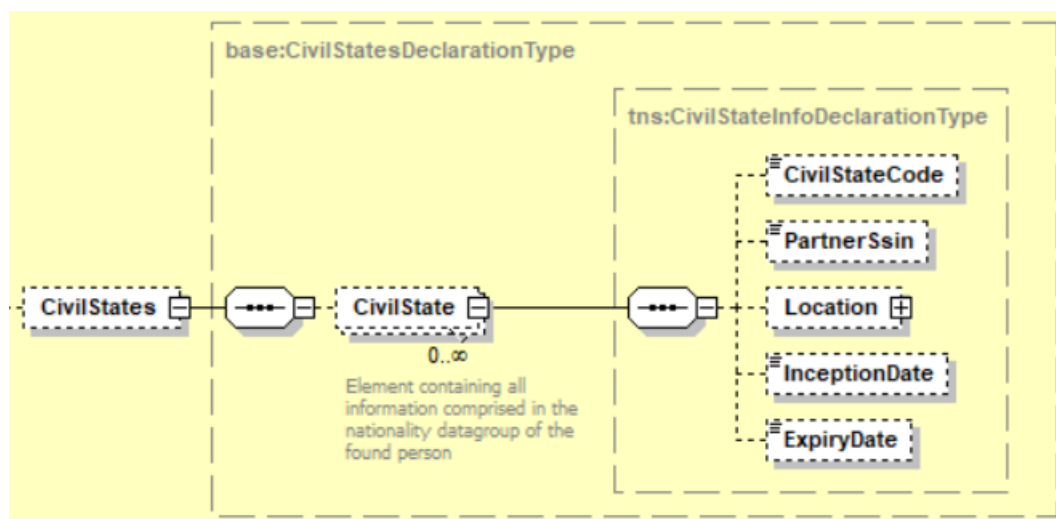 base:CivilStatesDeclarationType
tns:CivilStateInfoDeclarationType
CivilStateCode
PartnerSsin
CivilStates
CivilState
Location
0..∞
InceptionDate
Element containing all
information comprised in the
nationality datagroup of the
found person
ExpiryDate